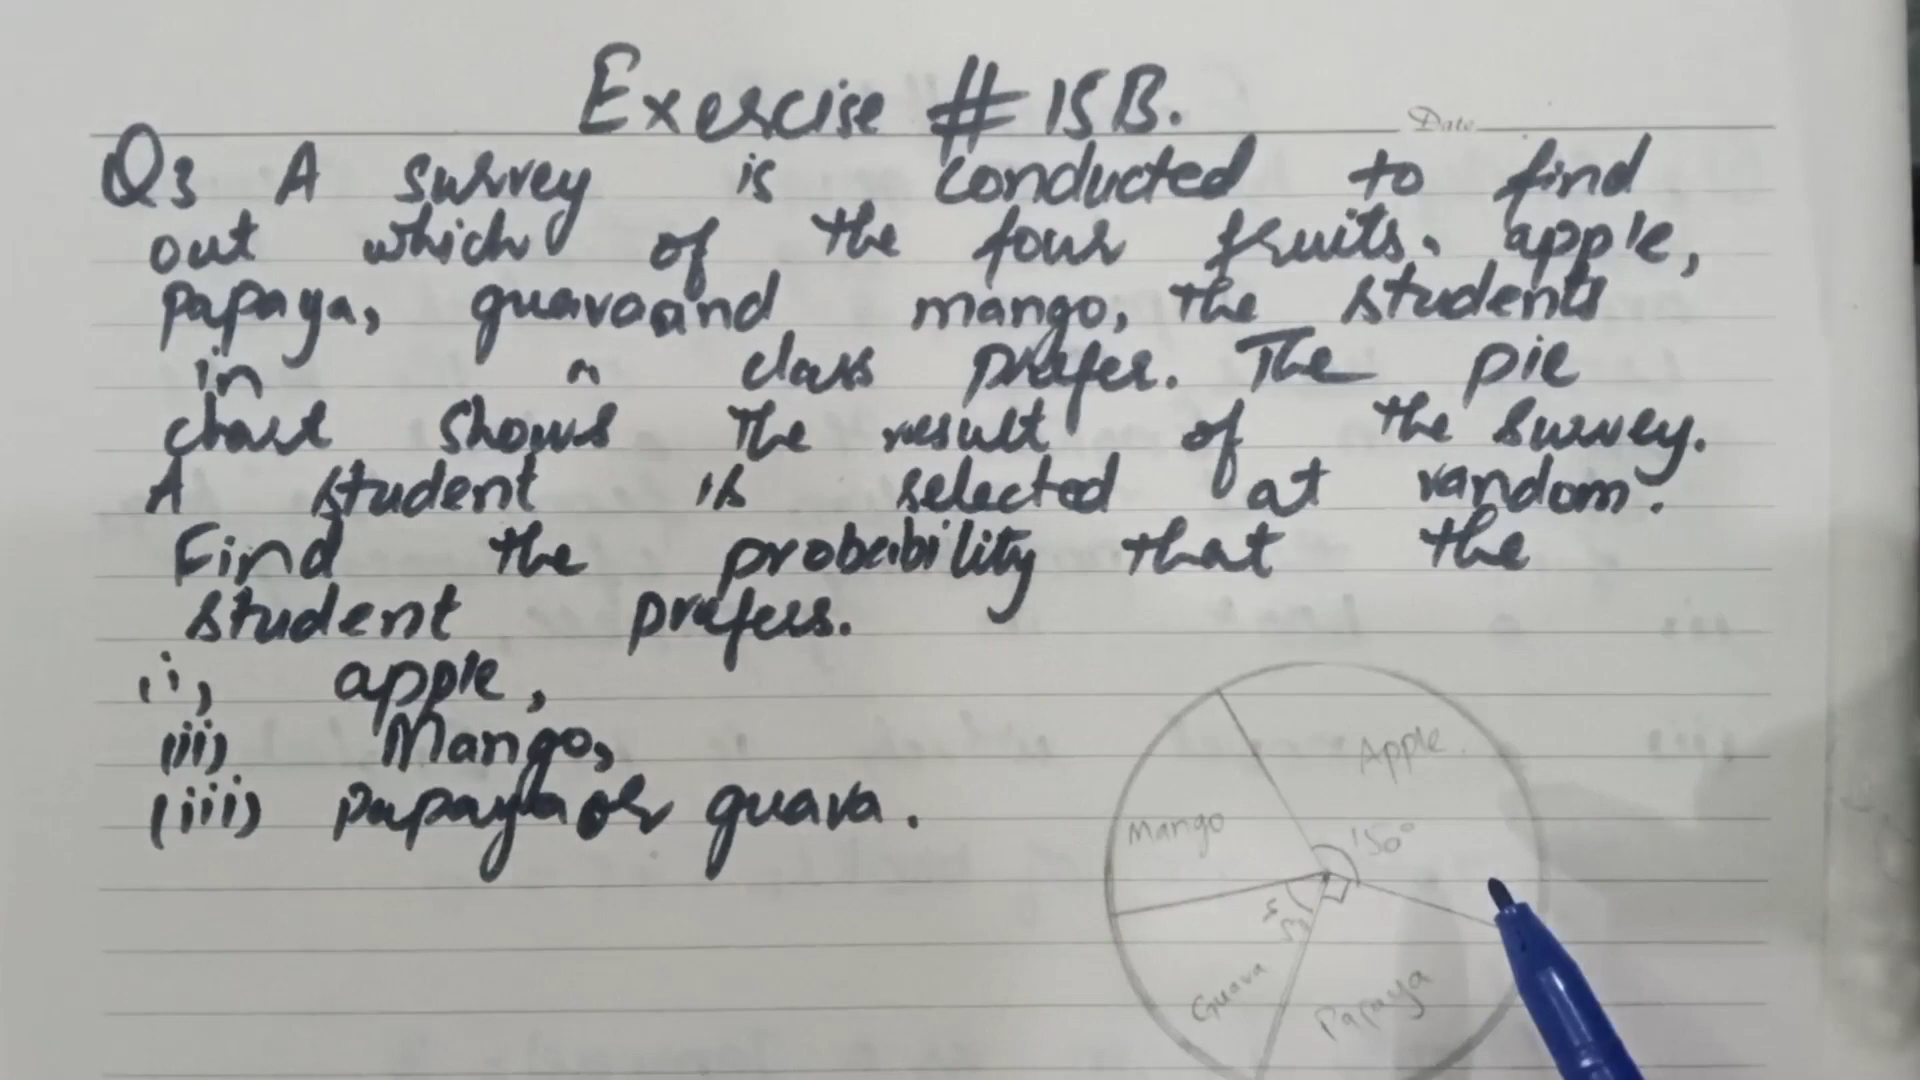 Exercise # 15B.
Date
Q3 A survey is conducted to find
out which of the four fruits, apple,
papaya, guava and mango, the students
in a class prefer. The pie
chart shows the result of the survey.
A student is selected at random.
Find the probability that the
student prefers.
(i) apple,
(ii) Mango,
(iii) papaya or guava.
Apple
Mango
150°
Guava
Papaya